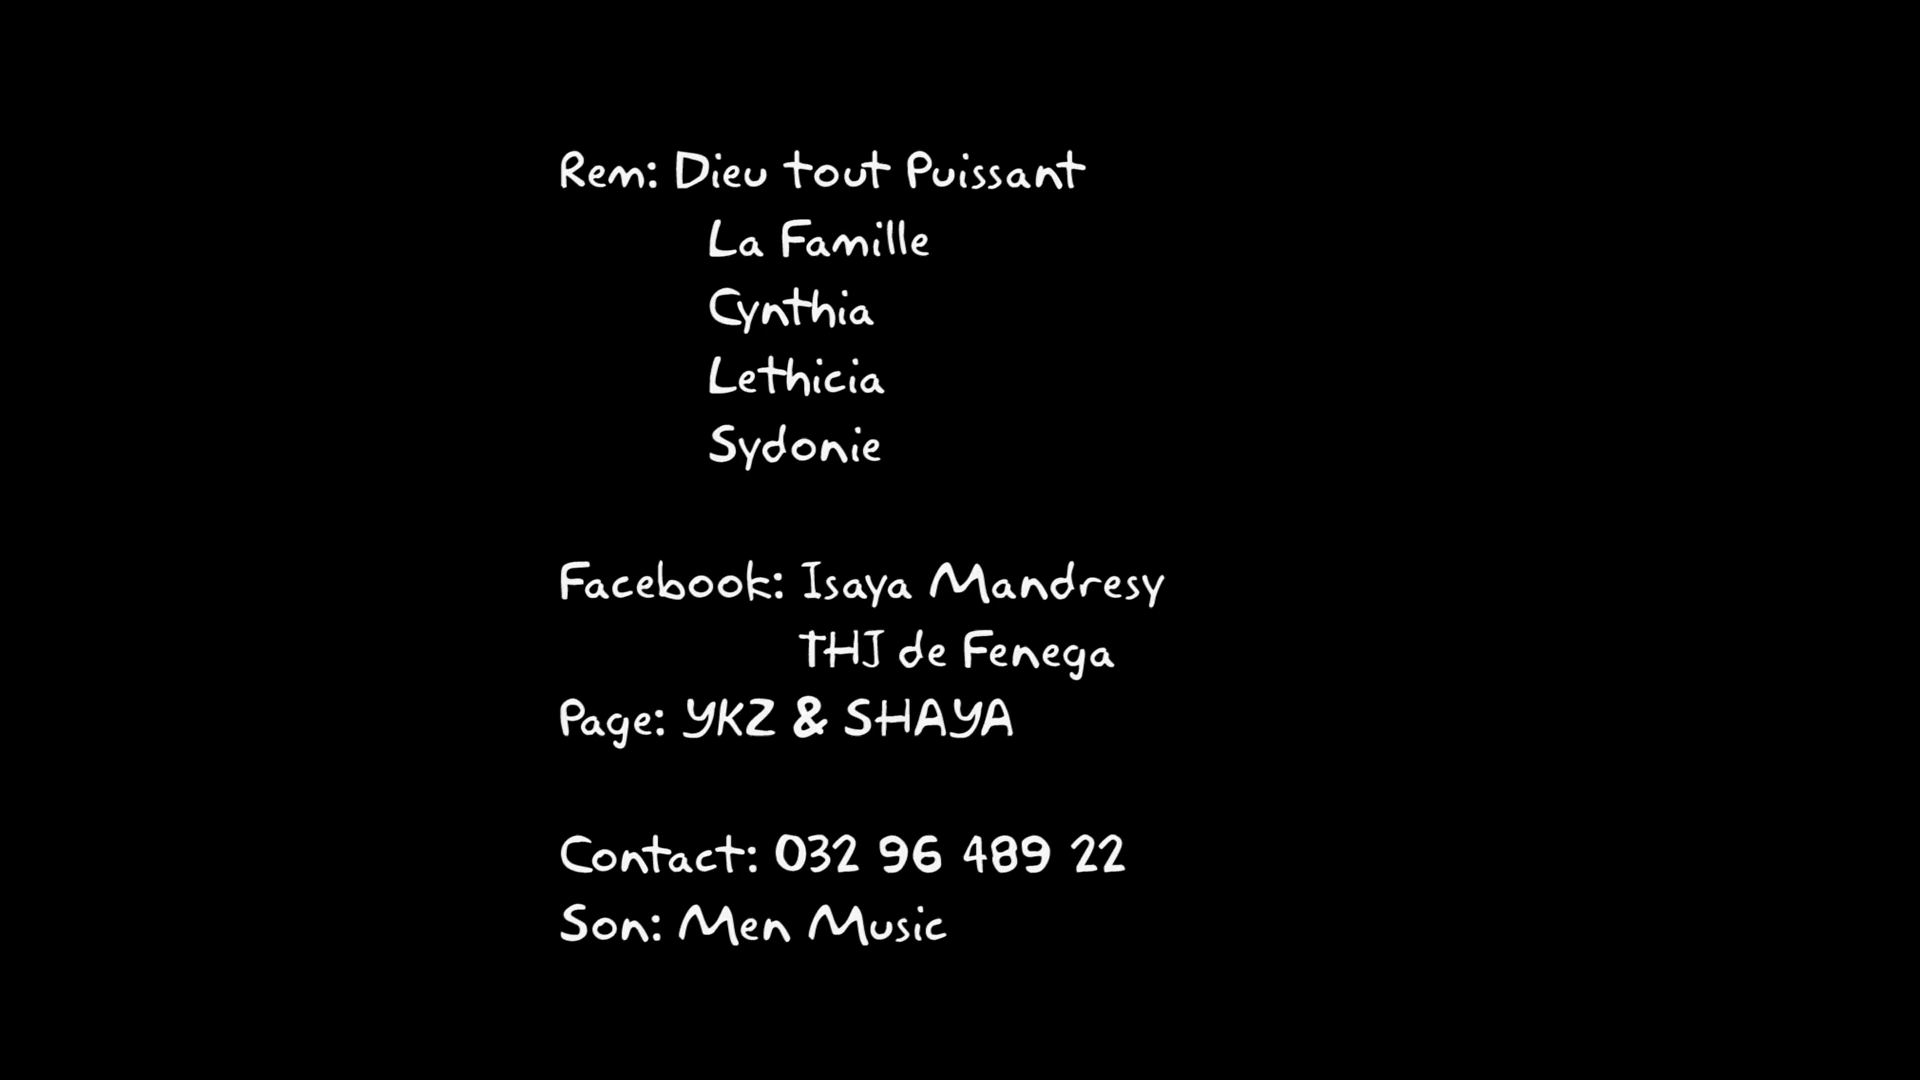 Rem: Dieu tout Puissant
La Famille
Cynthia
Lethicia
Sydonie
Facebook: Isaya Mandresy
THJ de Fenega
Page: YKZ & SHAYA
Contact: 032 96 489 22
Son: Men Music